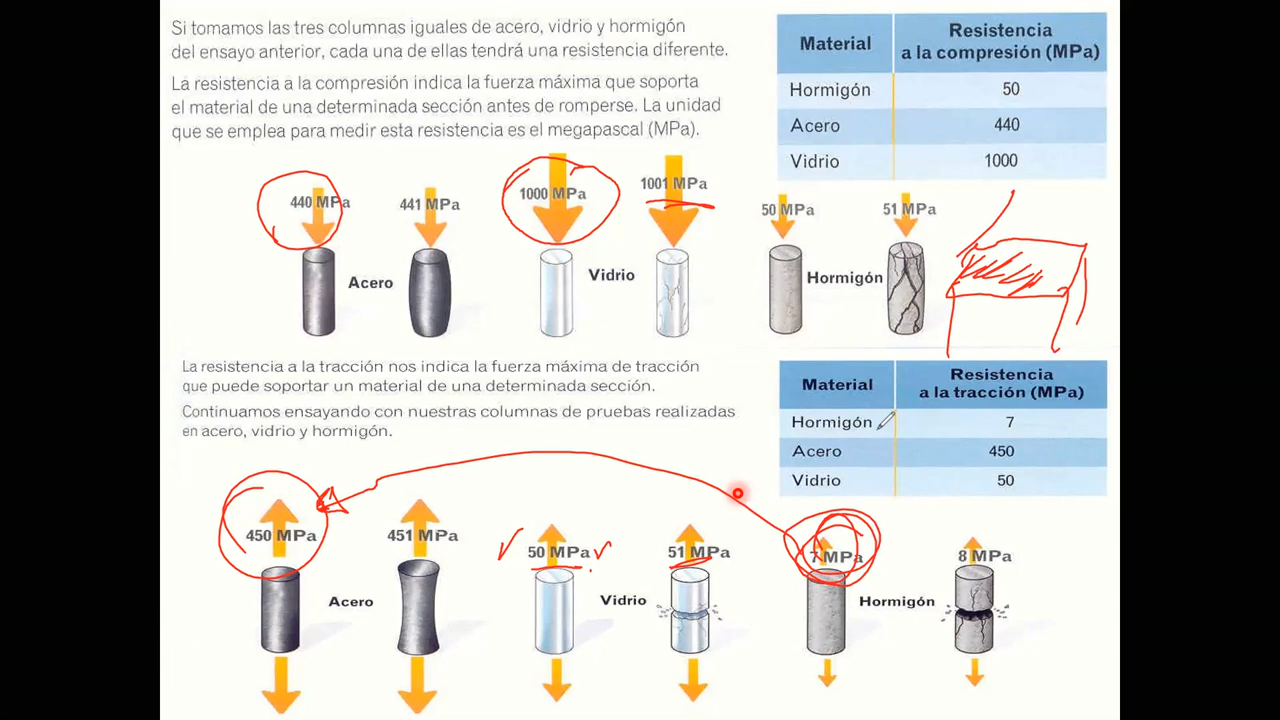 Si tomamos las tres columnas iguales de acero, vidrio y hormigón
del ensayo anterior, cada una de ellas tendrá una resistencia diferente.
La resistencia a la compresión indica la fuerza máxima que soporta
el material de una determinada sección antes de romperse. La unidad
que se emplea para medir esta resistencia es el megapascal (MPa).
Material
Resistencia
a la compresión (MPa)
Hormigón 50
Acero 440
Vidrio 1000
440 MPa
441 MPa
1000 MPa
1001 MPa
50 MPa
51 MPa
Acero
Vidrio
Hormigón
La resistencia a la tracción nos indica la fuerza máxima de tracción
que puede soportar un material de una determinada sección.
Continuamos ensayando con nuestras columnas de pruebas realizadas
en acero, vidrio y hormigón.
Material
Resistencia
a la tracción (MPa)
Hormigón 7
Acero 450
Vidrio 50
450 MPa
451 MPa
50 MPa
51 MPa
7 MPa
8 MPa
Acero
Vidrio
Hormigón